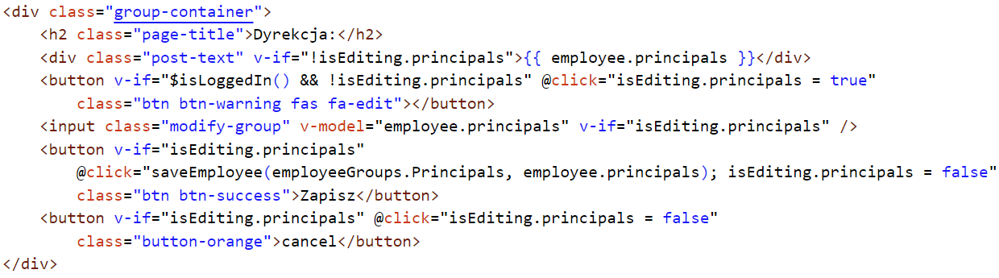 <div class="group-container">
    <h2 class="page-title">Dyrekcja:</h2>
    <div class="post-text" v-if="!isEditing.principals">{{ employee.principals }}</div>
    <button v-if="$isLoggedIn() && !isEditing.principals" @click="isEditing.principals = true"
        class="btn btn-warning fas fa-edit"></button>
    <input class="modify-group" v-model="employee.principals" v-if="isEditing.principals" />
    <button v-if="isEditing.principals"
        @click="saveEmployee(employeeGroups.Principals, employee.principals); isEditing.principals = false"
        class="btn btn-success">Zapisz</button>
    <button v-if="isEditing.principals" @click="isEditing.principals = false"
        class="button-orange">cancel</button>
</div>